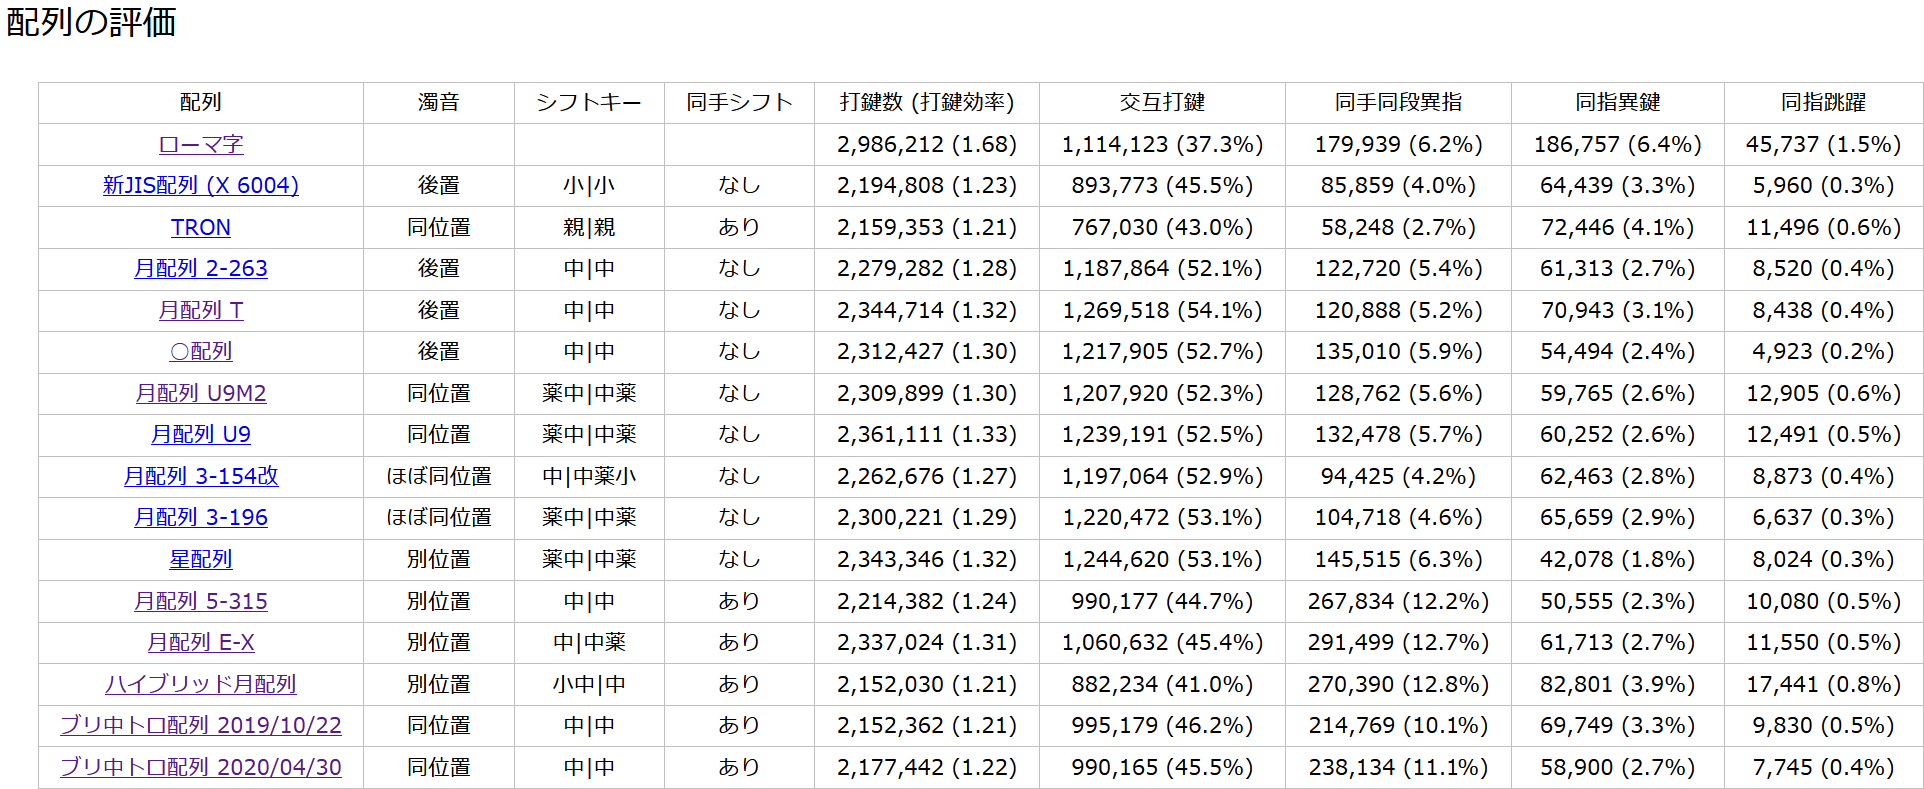 配列の評価
配列 濁音 シフトキー 同手シフト 打鍵数 (打鍵効率) 交互打鍵 同手同段異指 同指異鍵 同指跳躍
ローマ字 2,986,212 (1.68) 1,114,123 (37.3%) 179,939 (6.2%) 186,757 (6.4%) 45,737 (1.5%)
新JIS配列 (X 6004) 後置 小|小 なし 2,194,808 (1.23) 893,773 (45.5%) 85,859 (4.0%) 64,439 (3.3%) 5,960 (0.3%)
TRON 同位置 親|親 あり 2,159,353 (1.21) 767,030 (43.0%) 58,248 (2.7%) 72,446 (4.1%) 11,496 (0.6%)
月配列 2-263 後置 中|中 なし 2,279,282 (1.28) 1,187,864 (52.1%) 122,720 (5.4%) 61,313 (2.7%) 8,520 (0.4%)
月配列 T 後置 中|中 なし 2,344,714 (1.32) 1,269,518 (54.1%) 120,888 (5.2%) 70,943 (3.1%) 8,438 (0.4%)
〇配列 後置 中|中 なし 2,312,427 (1.30) 1,217,905 (52.7%) 135,010 (5.9%) 54,494 (2.4%) 4,923 (0.2%)
月配列 U9M2 同位置 薬中|中薬 なし 2,309,899 (1.30) 1,207,920 (52.3%) 128,762 (5.6%) 59,765 (2.6%) 12,905 (0.6%)
月配列 U9 同位置 薬中|中薬 なし 2,361,111 (1.33) 1,239,191 (52.5%) 132,478 (5.7%) 60,252 (2.6%) 12,491 (0.5%)
月配列 3-154改 ほぼ同位置 中|中薬小 なし 2,262,676 (1.27) 1,197,064 (52.9%) 94,425 (4.2%) 62,463 (2.8%) 8,873 (0.4%)
月配列 3-196 ほぼ同位置 薬中|中薬 なし 2,300,221 (1.29) 1,220,472 (53.1%) 104,718 (4.6%) 65,659 (2.9%) 6,637 (0.3%)
星配列 別位置 薬中|中薬 なし 2,343,346 (1.32) 1,244,620 (53.1%) 145,515 (6.3%) 42,078 (1.8%) 8,024 (0.3%)
月配列 5-315 別位置 中|中 あり 2,214,382 (1.24) 990,177 (44.7%) 267,834 (12.2%) 50,555 (2.3%) 10,080 (0.5%)
月配列 E-X 別位置 中|中薬 あり 2,337,024 (1.31) 1,060,632 (45.4%) 291,499 (12.7%) 61,713 (2.7%) 11,550 (0.5%)
ハイブリッド月配列 別位置 小中|中 あり 2,152,030 (1.21) 882,234 (41.0%) 270,390 (12.8%) 82,801 (3.9%) 17,441 (0.8%)
ブリ中トロ配列 2019/10/22 同位置 中|中 あり 2,152,362 (1.21) 995,179 (46.2%) 214,769 (10.1%) 69,749 (3.3%) 9,830 (0.5%)
ブリ中トロ配列 2020/04/30 同位置 中|中 あり 2,177,442 (1.22) 990,165 (45.5%) 238,134 (11.1%) 58,900 (2.7%) 7,745 (0.4%)